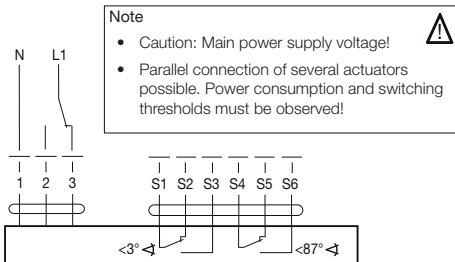 Note
• Caution: Main power supply voltage!
• Parallel connection of several actuators
possible. Power consumption and switching
thresholds must be observed!
N L1
1 2 3 S1 S2 S3 S4 S5 S6
<3° <87°